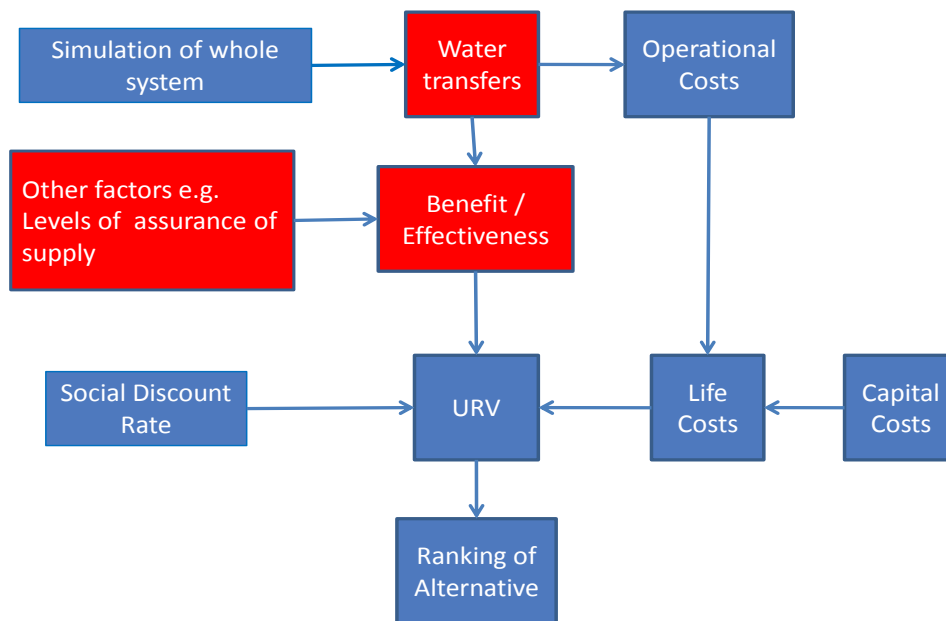 Simulation of whole
system
Water
transfers
Operational
Costs
Other factors e.g.
Levels of assurance of
supply
Benefit /
Effectiveness
Social Discount
Rate
URV
Life
Costs
Capital
Costs
Ranking of
Alternative